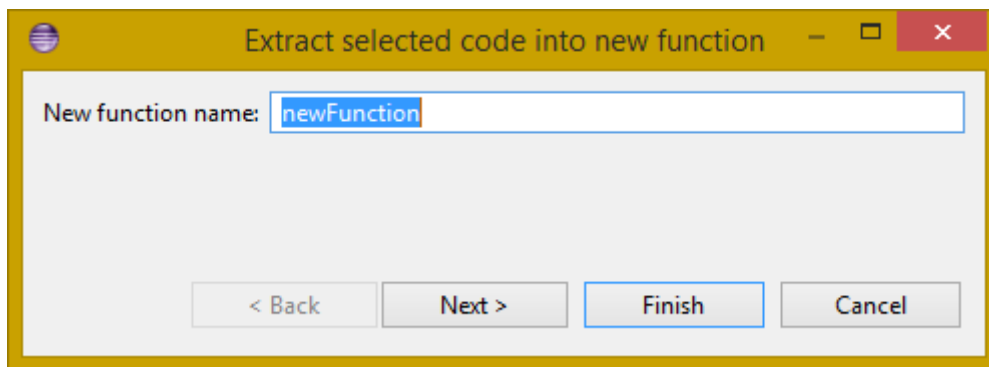 Extract selected code into new function
New function name: newFunction
< Back Next > Finish Cancel